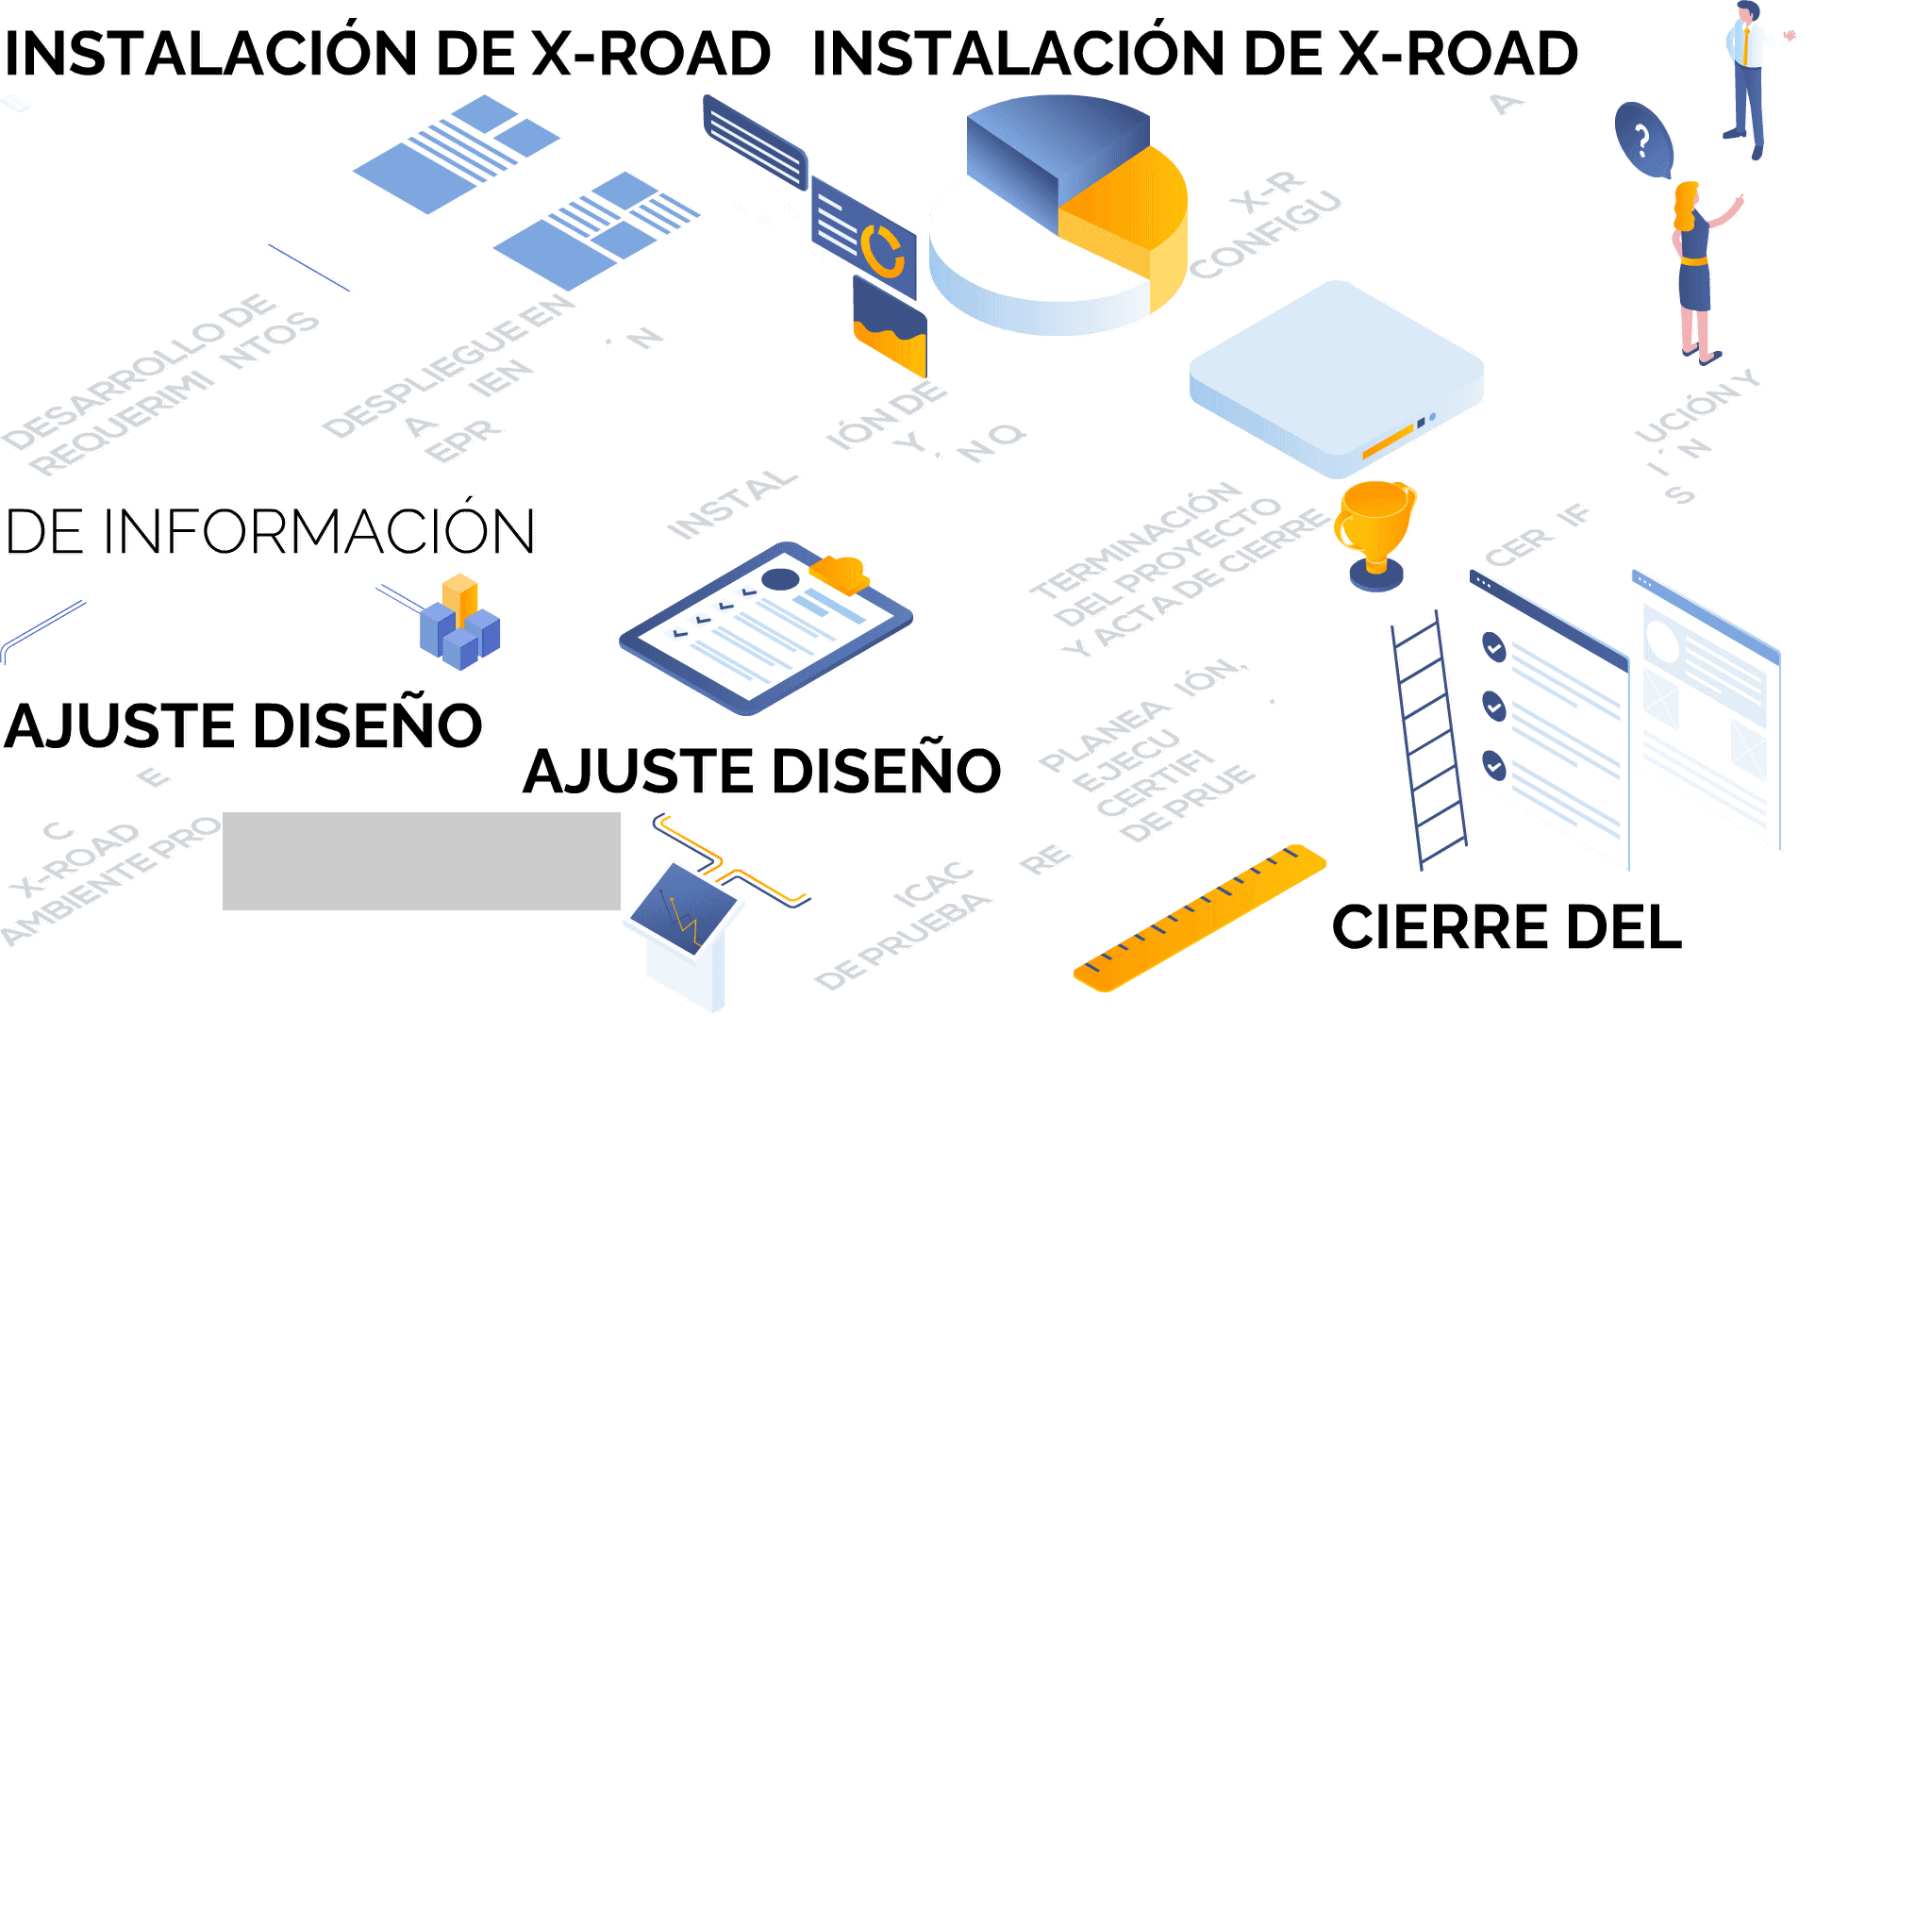 INSTALACIÓN DE X-ROAD
INSTALACIÓN DE X-ROAD
A
?
X-R
CONFIGU
DESARROLLO DE
REQUERIMI NTOS
DESPLIEGUE EN
A IEN N
EPR
INSTAL IÓN DE
Y. N Q
UCIÓN Y
N
S
CER IF
DE INFORMACIÓN
TERMINACIÓN
DEL PROYECTO
Y ACTA DE CIERRE
AJUSTE DISEÑO
AJUSTE DISEÑO
PLANEA IÓN,
EJECU
CERTIFI
DE PRUE
E
C
X-ROAD
AMBIENTE PRO
ICAC
RE
DE PRUEBA
CIERRE DEL